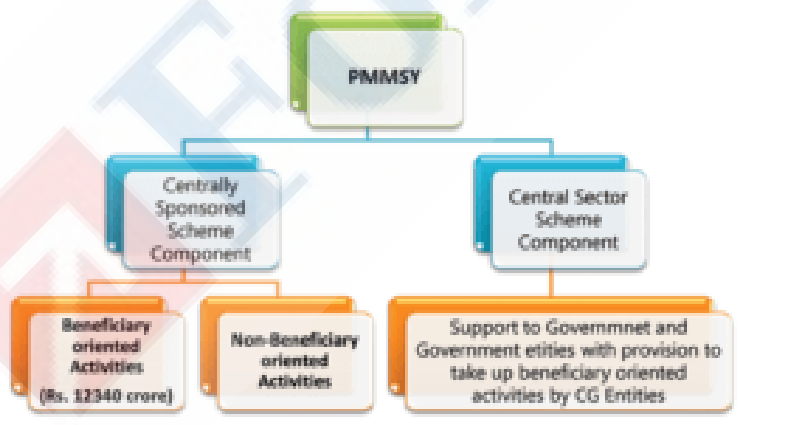 PMMSY
Centrally
Sponsored
Scheme
Component
Central Sector
Scheme
Component
Beneficiary
oriented
Activities
(Rs. 12340 crore)
Non-Beneficiary
oriented
Activities
Support to Governmnet and
Government etities with provision to
take up beneficiary oriented
activities by CG Entities